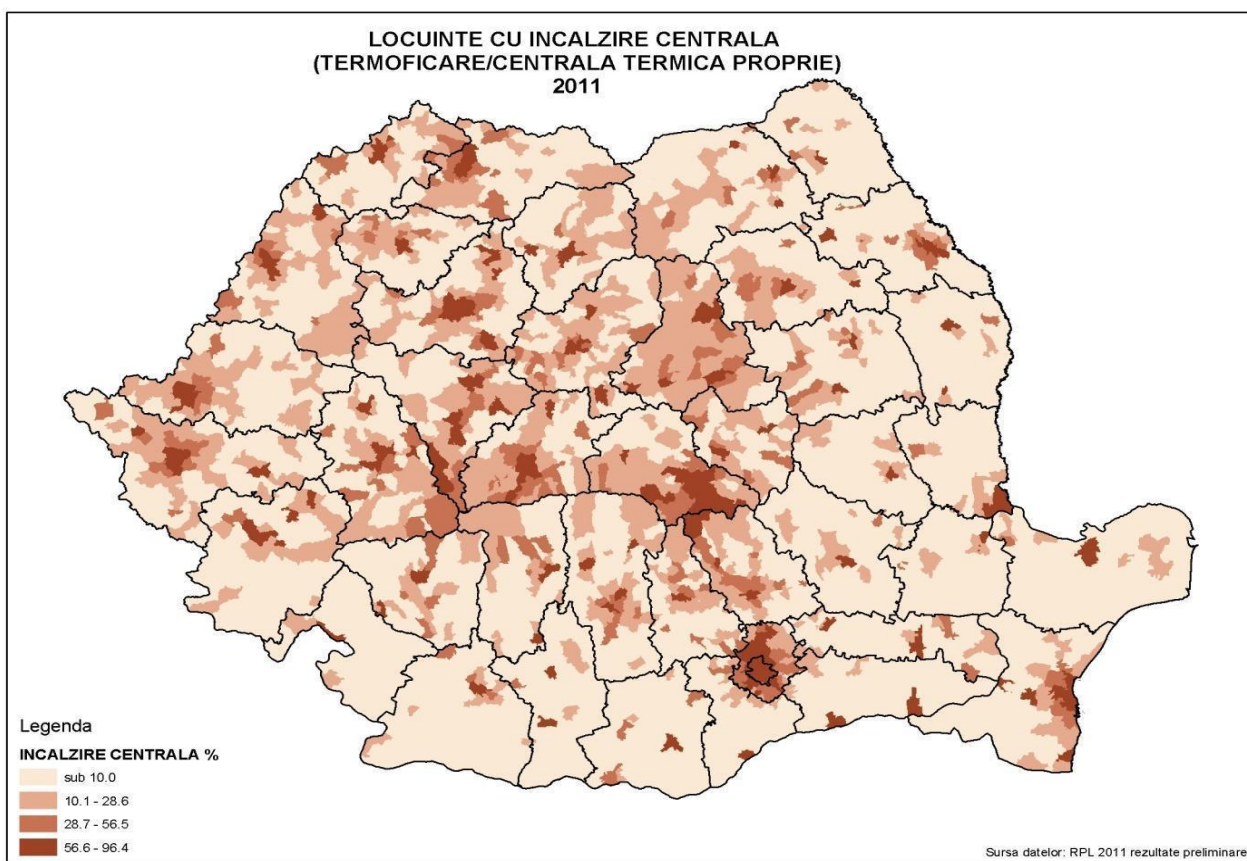 LOCUINTE CU INCALZIRE CENTRALA
(TERMOFICARE/CENTRALA TERMICA PROPRIE)
2011
Legenda
INCALZIRE CENTRALA %
sub 10.0
10.1 - 28.6
28.7 - 56.5
56.6 - 96.4
Sursa datelor: RPL 2011 rezultate preliminare